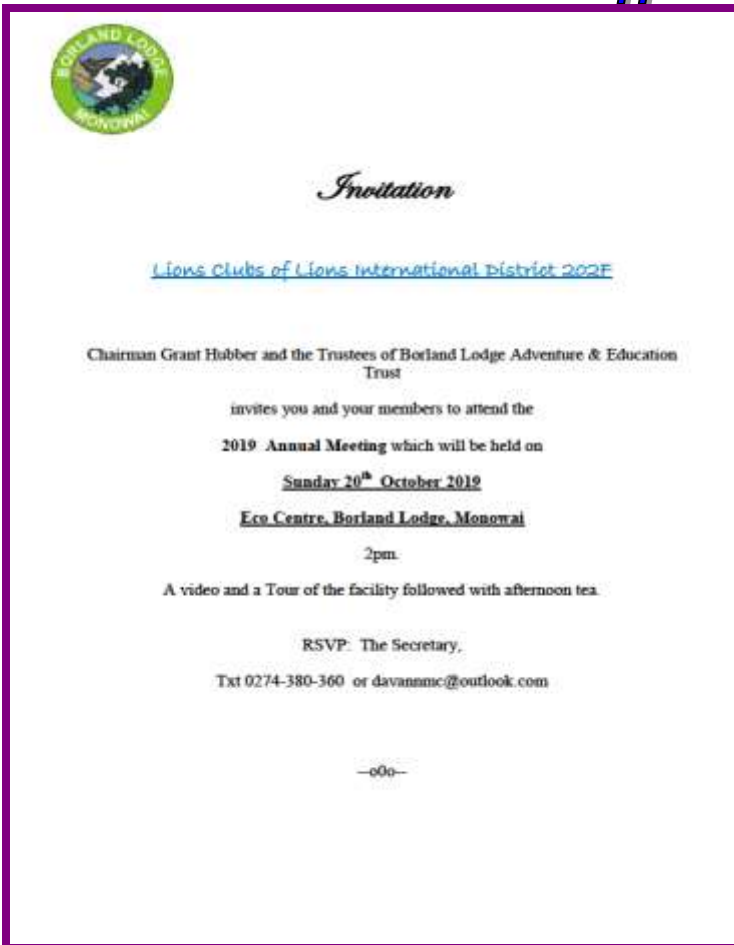 BORLAND LODGE
MONOWAI
Invitation
Lions Clubs of Lions International District 202F
Chairman Grant Hubber and the Trustees of Borland Lodge Adventure & Education
Trust
invites you and your members to attend the
2019 Annual Meeting which will be held on
Sunday 20th October 2019
Eco Centre, Borland Lodge, Monowai
2pm.
A video and a Tour of the facility followed with afternoon tea.
RSVP: The Secretary,
Txt 0274-380-360 or davannmc@outlook.com
--o0o--